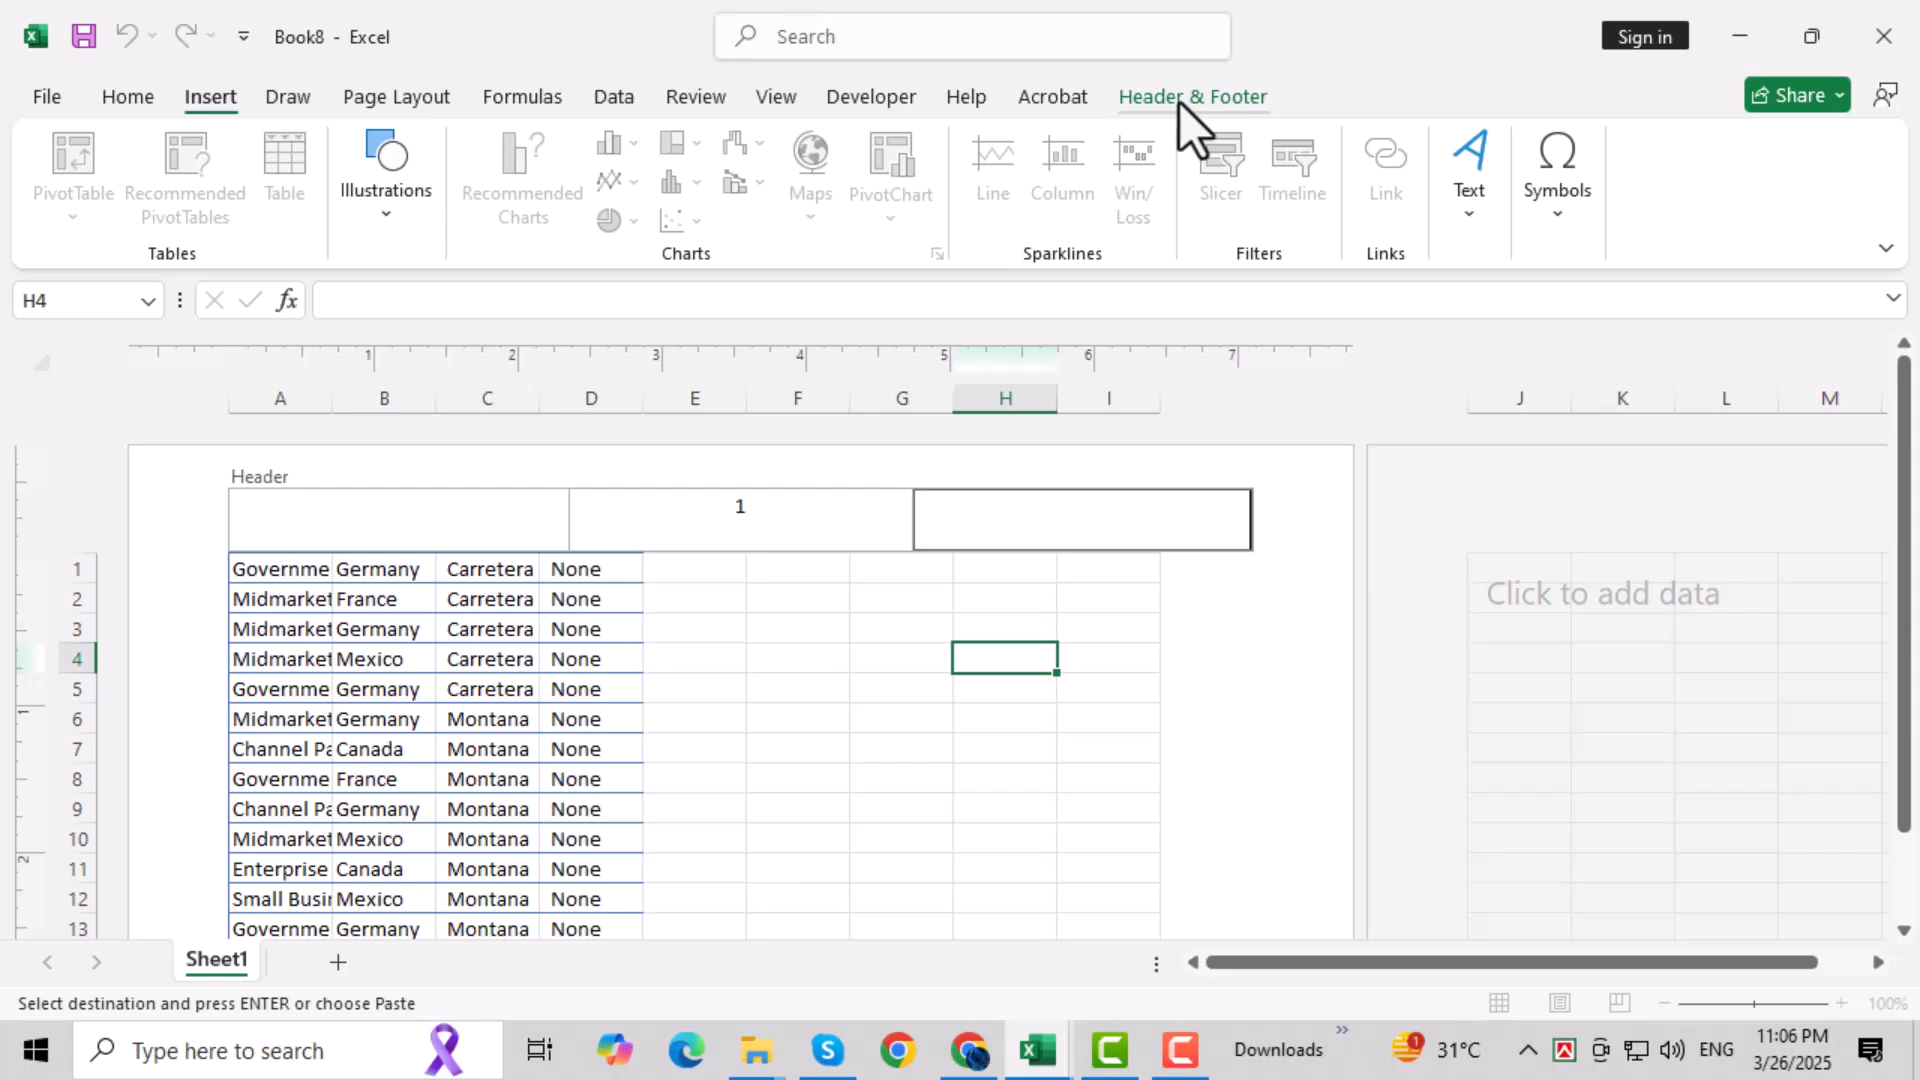 Book8 - Excel
Search
Sign in
File Home Insert Draw Page Layout Formulas Data Review View Developer Help Acrobat Header & Footer
Share
PivotTable
Recommended
PivotTables
Table
Tables
Illustrations
Recommended
Charts
Maps
PivotChart
Charts
Line
Column
Win/
Loss
Sparklines
Slicer
Timeline
Filters
Link
Links
Text
Symbols
H4
fx
1 2 3 4 5 6 7
A B C D E F G H I J K L M
Header
1
1 Governme Germany Carretera None
Click to add data
2 Midmarket France Carretera None
3 Midmarket Germany Carretera None
4 Midmarket Mexico Carretera None
5 Governme Germany Carretera None
6 Midmarket Germany Montana None
7 Channel Pa Canada Montana None
8 Governme France Montana None
9 Channel Pa Germany Montana None
10 Midmarket Mexico Montana None
11 Enterprise Canada Montana None
12 Small Busin Mexico Montana None
13 Governme Germany Montana None
1
2
Sheet1
Select destination and press ENTER or choose Paste
100%
Type here to search
Downloads
1
31°C
ENG
11:06 PM
3/26/2025